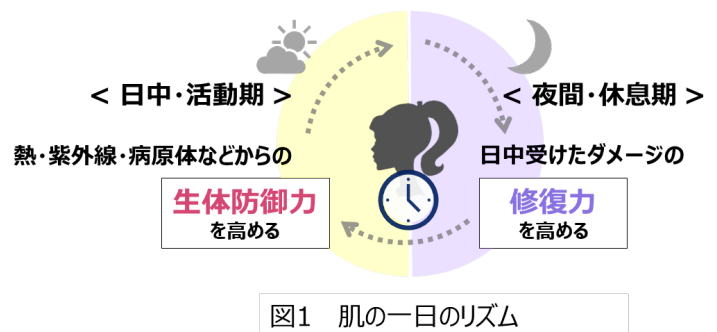 < 日中・活動期 >
熱・紫外線・病原体などからの
生体防御力
を高める
< 夜間・休息期 >
日中受けたダメージの
修復力
を高める
図1 肌の一日のリズム